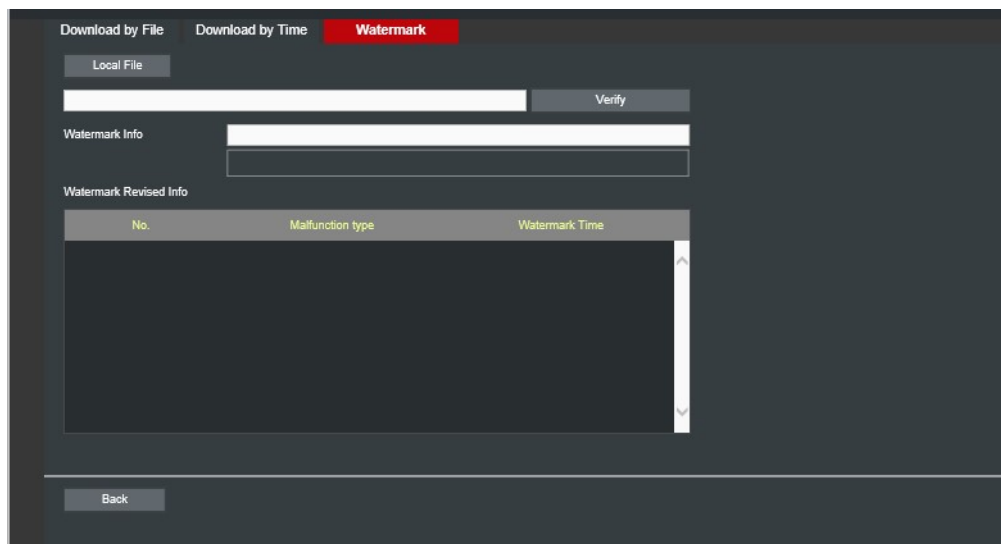 Download by File Download by Time Watermark
Local File
Verify
Watermark Info
Watermark Revised Info
No. Malfunction type Watermark Time
Back